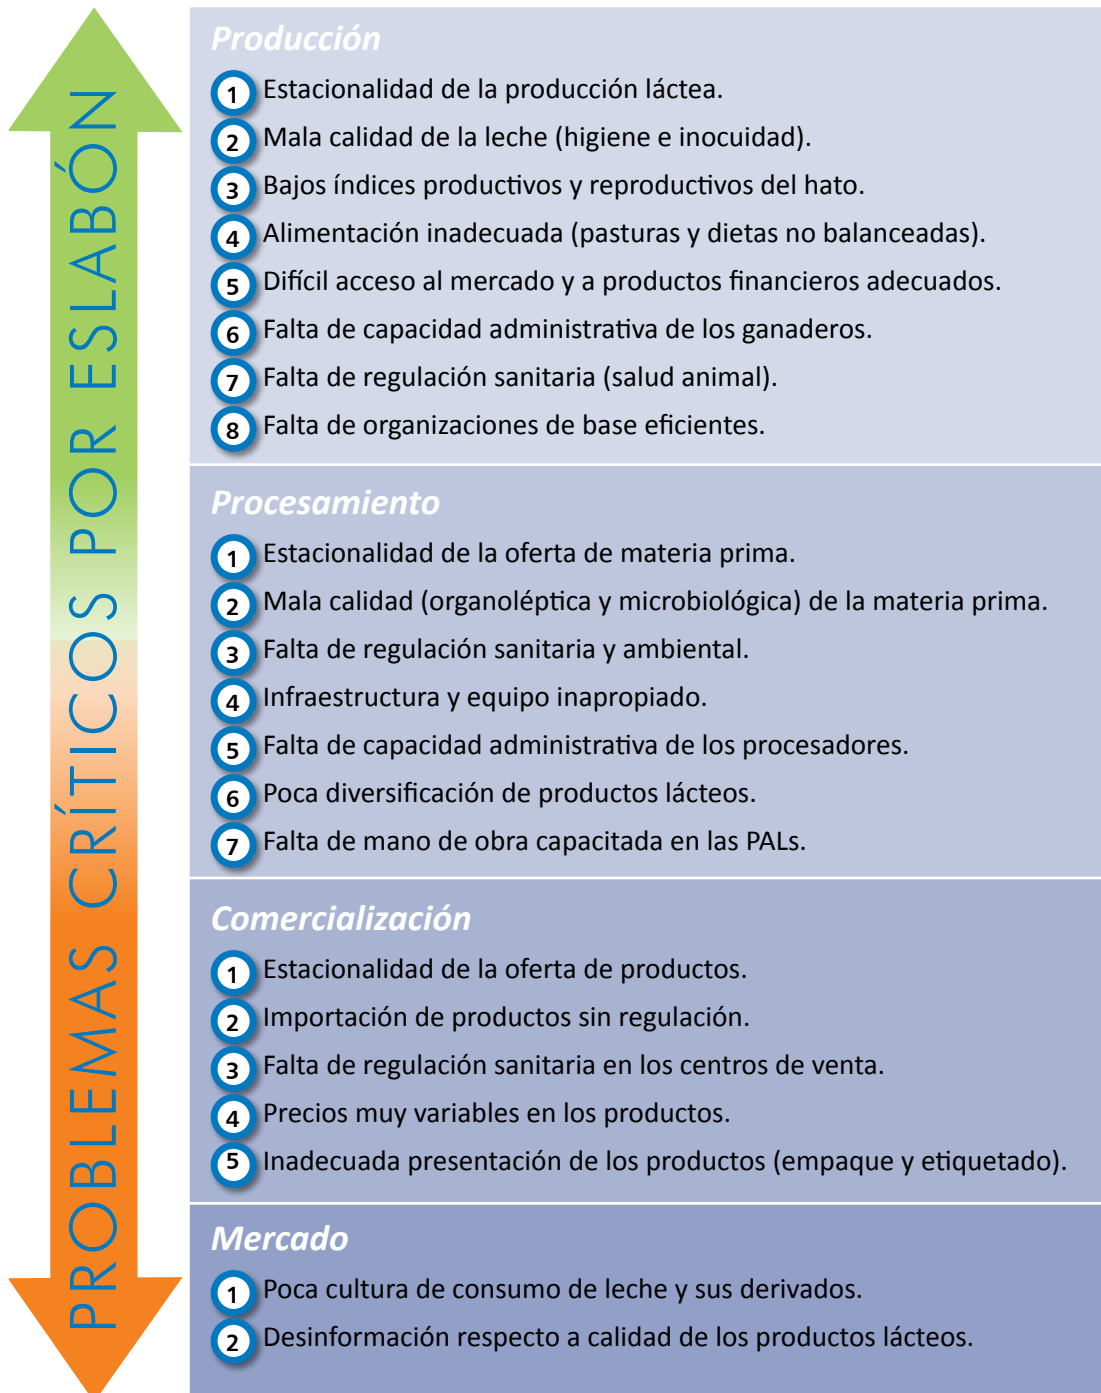 PROBLEMAS CRÍTICOS POR ESLABÓN
Producción
1 Estacionalidad de la producción láctea.
2 Mala calidad de la leche (higiene e inocuidad).
3 Bajos índices productivos y reproductivos del hato.
4 Alimentación inadecuada (pasturas y dietas no balanceadas).
5 Difícil acceso al mercado y a productos financieros adecuados.
6 Falta de capacidad administrativa de los ganaderos.
7 Falta de regulación sanitaria (salud animal).
8 Falta de organizaciones de base eficientes.
Procesamiento
1 Estacionalidad de la oferta de materia prima.
2 Mala calidad (organoléptica y microbiológica) de la materia prima.
3 Falta de regulación sanitaria y ambiental.
4 Infraestructura y equipo inapropiado.
5 Falta de capacidad administrativa de los procesadores.
6 Poca diversificación de productos lácteos.
7 Falta de mano de obra capacitada en las PALs.
Comercialización
1 Estacionalidad de la oferta de productos.
2 Importación de productos sin regulación.
3 Falta de regulación sanitaria en los centros de venta.
4 Precios muy variables en los productos.
5 Inadecuada presentación de los productos (empaque y etiquetado).
Mercado
1 Poca cultura de consumo de leche y sus derivados.
2 Desinformación respecto a calidad de los productos lácteos.